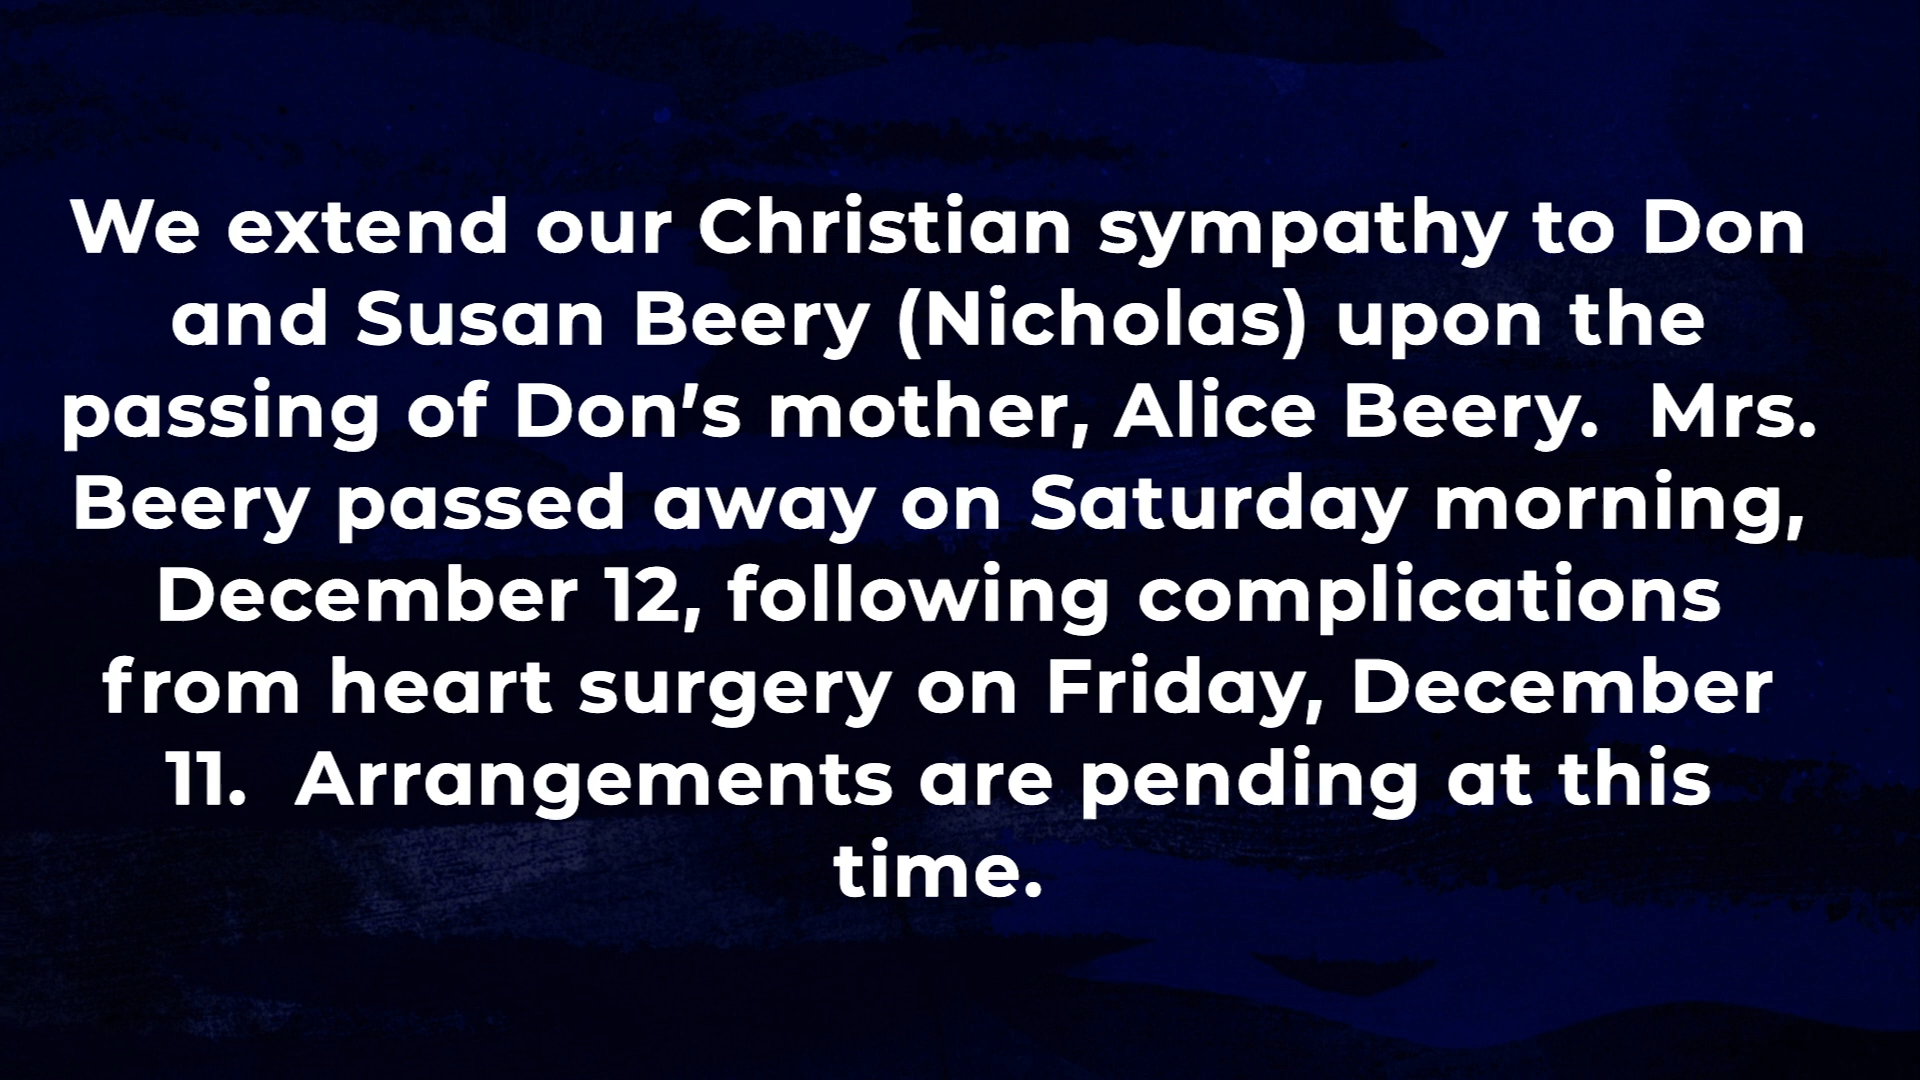 We extend our Christian sympathy to Don
and Susan Beery (Nicholas) upon the
passing of Don’s mother, Alice Beery.  Mrs.
Beery passed away on Saturday morning,
December 12, following complications
from heart surgery on Friday, December
11.  Arrangements are pending at this
time.